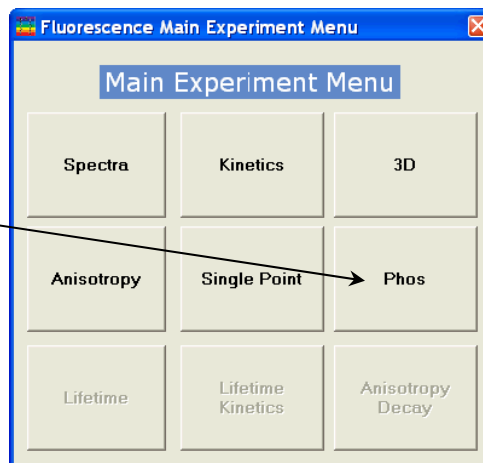 Fluorescence Main Experiment Menu
Main Experiment Menu
Spectra
Kinetics
3D
Anisotropy
Single Point
Phos
Lifetime
Lifetime
Kinetics
Anisotropy
Decay